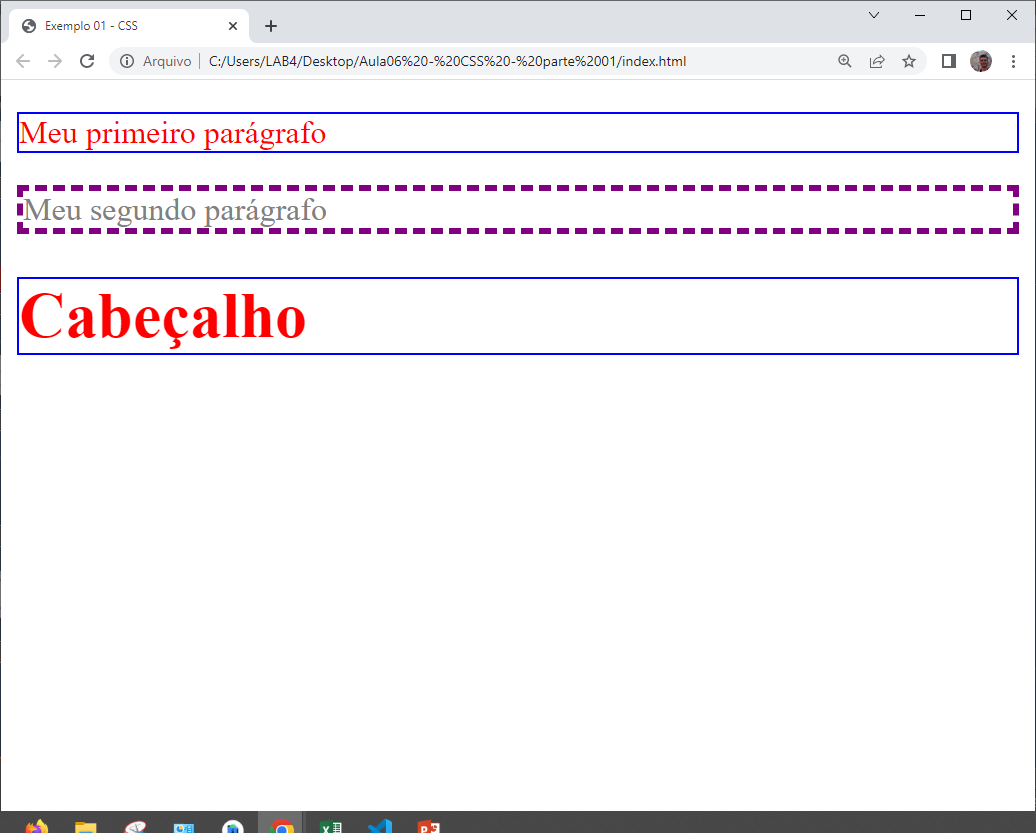 Exemplo 01 - CSS
Arquivo | C:/Users/LAB4/Desktop/Aula06%20-%20CSS%20-%20parte%2001/index.html
Meu primeiro parágrafo
Meu segundo parágrafo
Cabeçalho